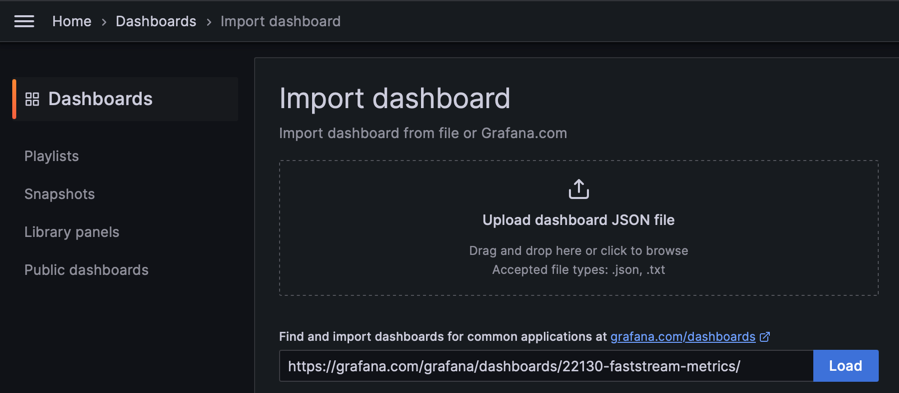 Home › Dashboards › Import dashboard
Dashboards
Playlists
Snapshots
Library panels
Public dashboards
Import dashboard
Import dashboard from file or Grafana.com
Upload dashboard JSON file
Drag and drop here or click to browse
Accepted file types: .json, .txt
Find and import dashboards for common applications at grafana.com/dashboards
https://grafana.com/grafana/dashboards/22130-faststream-metrics/ Load